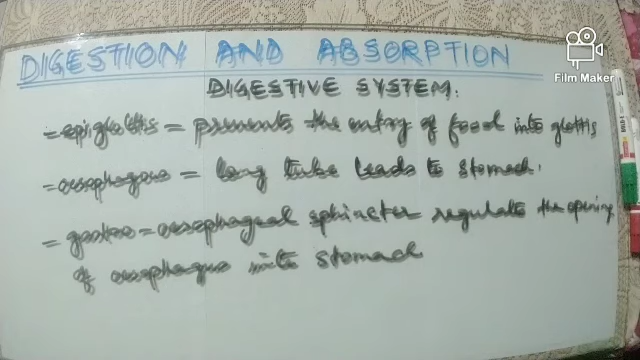 DIGESTION AND ABSORPTION
DIGESTIVE SYSTEM.
Film Maker
= epiglottis = prevents the entry of food into glottis
= oesophagus = long tube leads to stomach.
= gastro-oesophageal sphincter regulate the opening
of oesophagus into stomach